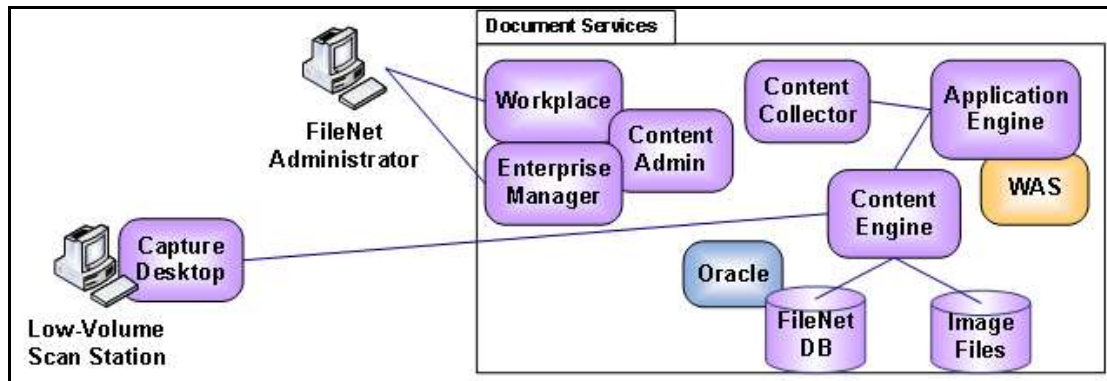 Document Services
FileNet
Administrator
Workplace
Content
Admin
Enterprise
Manager
Content
Collector
Application
Engine
WAS
Content
Engine
Capture
Desktop
Low-Volume
Scan Station
Oracle
FileNet
DB
Image
Files